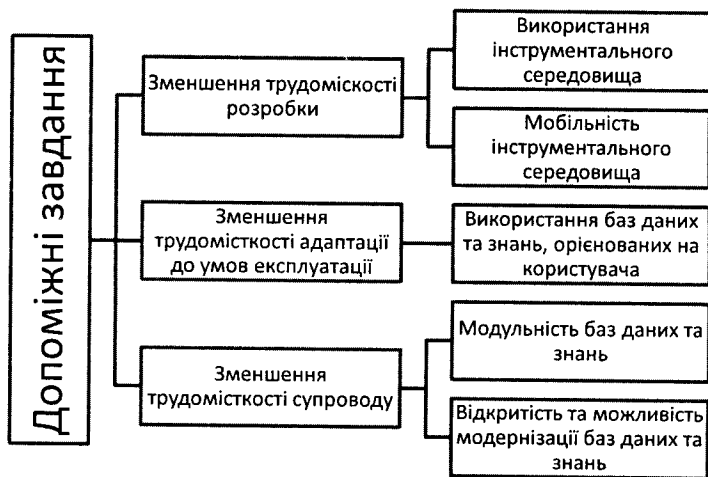 Допоміжні завдання
Зменшення трудоміскості
розробки
Використання
інструментального
середовища
Мобільність
інструментального
середовища
Зменшення
трудомісткості адаптації
до умов експлуатації
Використання баз даних
та знань, орієнованих на
користувача
Зменшення
трудомісткості супроводу
Модульність баз даних та
знань
Відкритість та можливість
модернізації баз даних та
знань